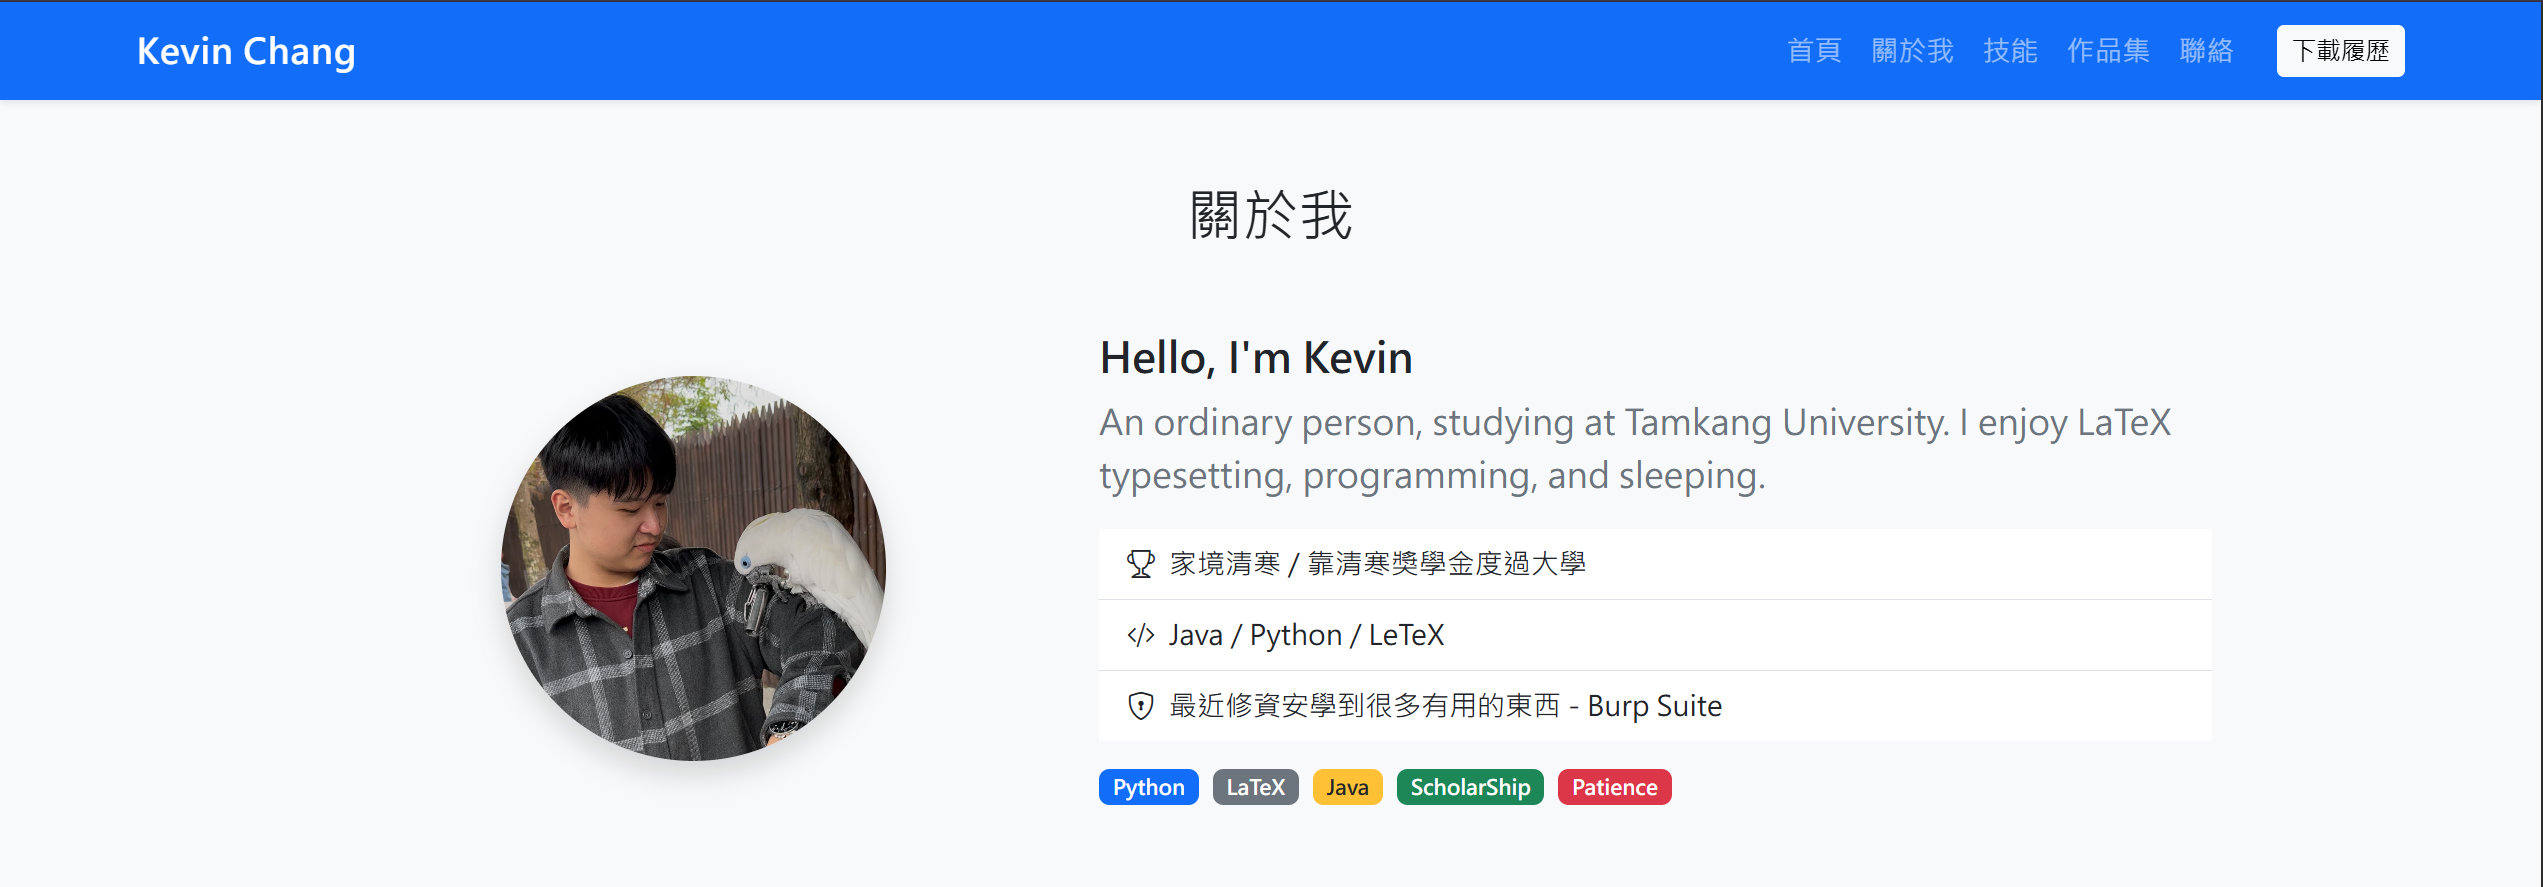 Kevin Chang
首頁 關於我 技能 作品集 聯絡 下載履歷
關於我
Hello, I'm Kevin
An ordinary person, studying at Tamkang University. I enjoy LaTeX
typesetting, programming, and sleeping.
家境清寒 / 靠清寒獎學金度過大學
</> Java / Python / LeTeX
最近修資安學到很多有用的東西 - Burp Suite
Python LaTeX Java ScholarShip Patience